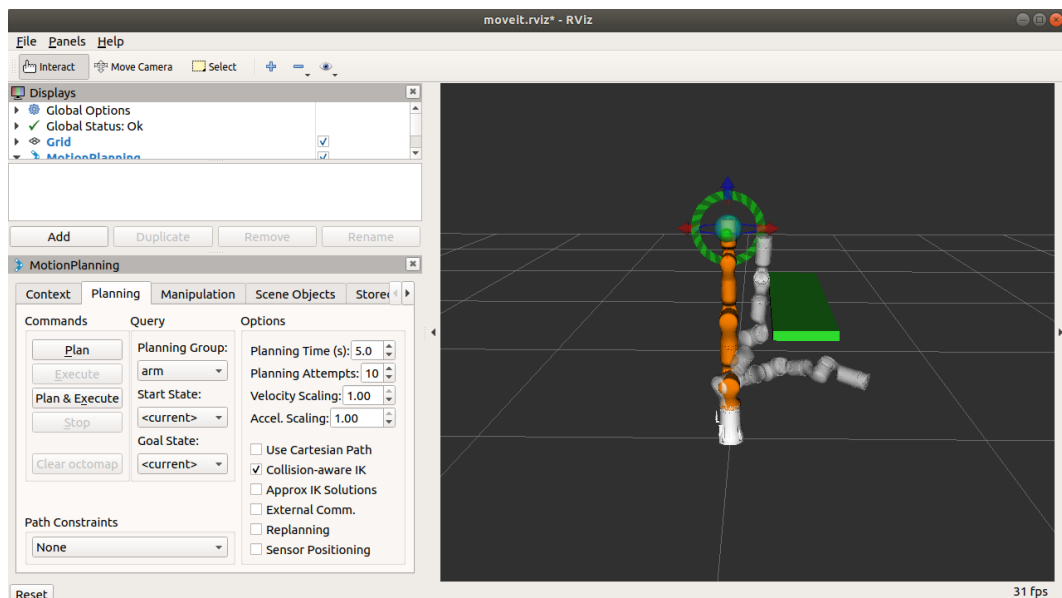 moveit.rviz* - RViz
File Panels Help
Interact Move Camera Select
Displays
Global Options
Global Status: Ok
Grid
MotionPlanning
Add Duplicate Remove Rename
MotionPlanning
Context Planning Manipulation Scene Objects Stored
Commands Query Options
Plan Planning Group: Planning Time (s): 5.0
Execute arm Planning Attempts: 10
Plan & Execute Start State: Velocity Scaling: 1.00
Stop <current> Accel. Scaling: 1.00
Goal State:
Clear octomap <current> Use Cartesian Path
Collision-aware IK
Approx IK Solutions
External Comm.
Path Constraints Replanning
None Sensor Positioning
Reset 31 fps